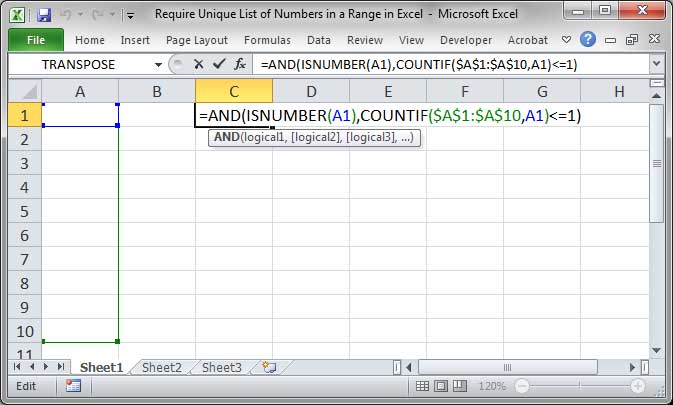 Require Unique List of Numbers in a Range in Excel - Microsoft Excel
File Home Insert Page Layout Formulas Data Review View Developer Acrobat
TRANSPOSE fx =AND(ISNUMBER(A1),COUNTIF($A$1:$A$10,A1)<=1)
A B C D E F G H
1 =AND(ISNUMBER(A1),COUNTIF($A$1:$A$10,A1)<=1)
2 AND(logical1, [logical2], [logical3], ...)
3
4
5
6
7
8
9
10
11
Sheet1 Sheet2 Sheet3
Edit 120%